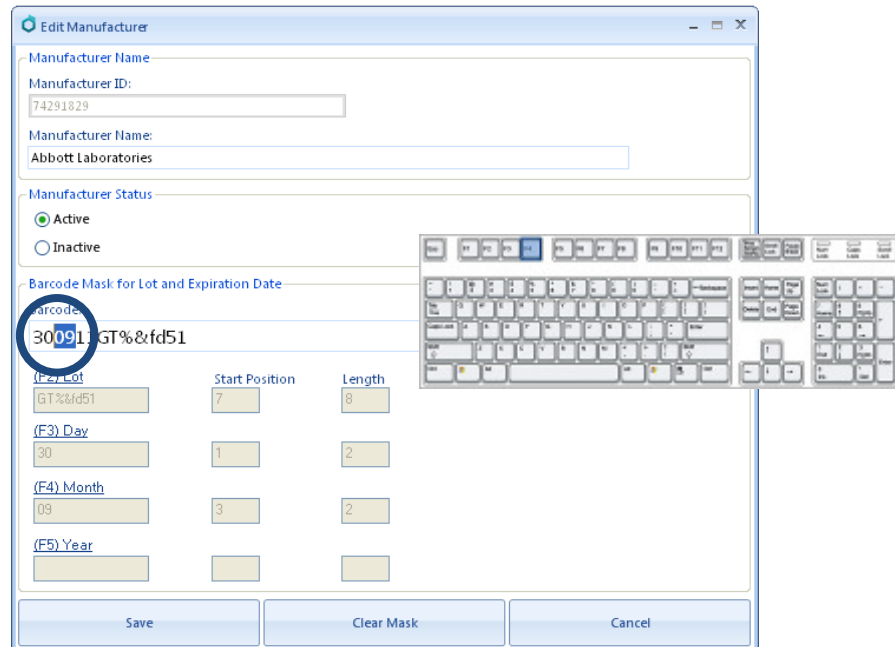 Edit Manufacturer
Manufacturer Name
Manufacturer ID:
74291829
Manufacturer Name:
Abbott Laboratories
Manufacturer Status
Active
Inactive
Barcode Mask for Lot and Expiration Date
Barcode:
300911GT%&fd51
(F2) Lot Start Position Length
GT%&fd51 7 8
(F3) Day
30 1 2
(F4) Month
09 3 2
(F5) Year
Save Clear Mask Cancel